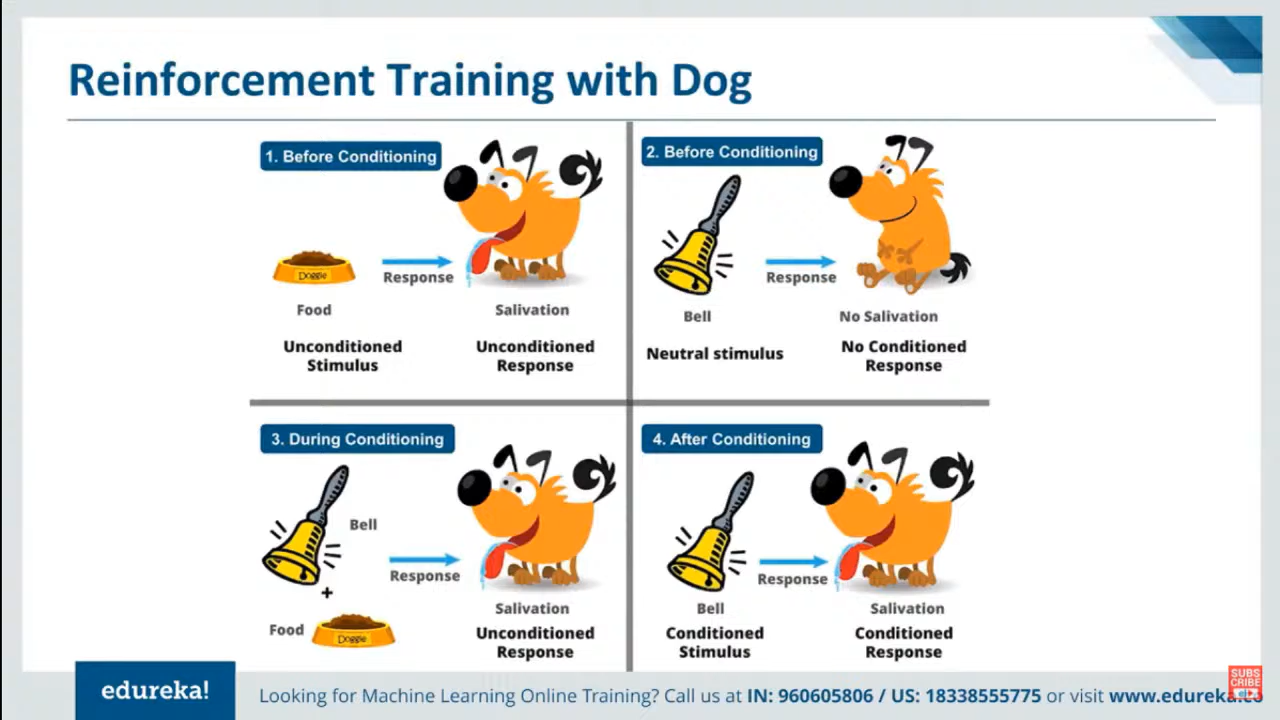 Reinforcement Training with Dog
1. Before Conditioning
Doggie
Response
Food
Salivation
Unconditioned
Stimulus
Unconditioned
Response
2. Before Conditioning
Response
Bell
No Salivation
Neutral stimulus
No Conditioned
Response
3. During Conditioning
Bell
Response
+
Food
Doggie
Salivation
Unconditioned
Response
4. After Conditioning
Response
Bell
Salivation
Conditioned
Stimulus
Conditioned
Response
edureka!
Looking for Machine Learning Online Training? Call us at IN: 960605806 / US: 18338555775 or visit www.edureka.co
SUBS
CRIBE